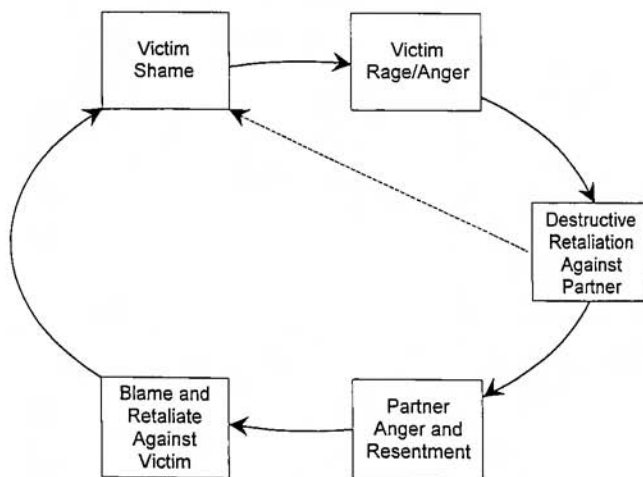 Victim
Shame
Victim
Rage/Anger
Destructive
Retaliation
Against
Partner
Partner
Anger and
Resentment
Blame and
Retaliate
Against
Victim